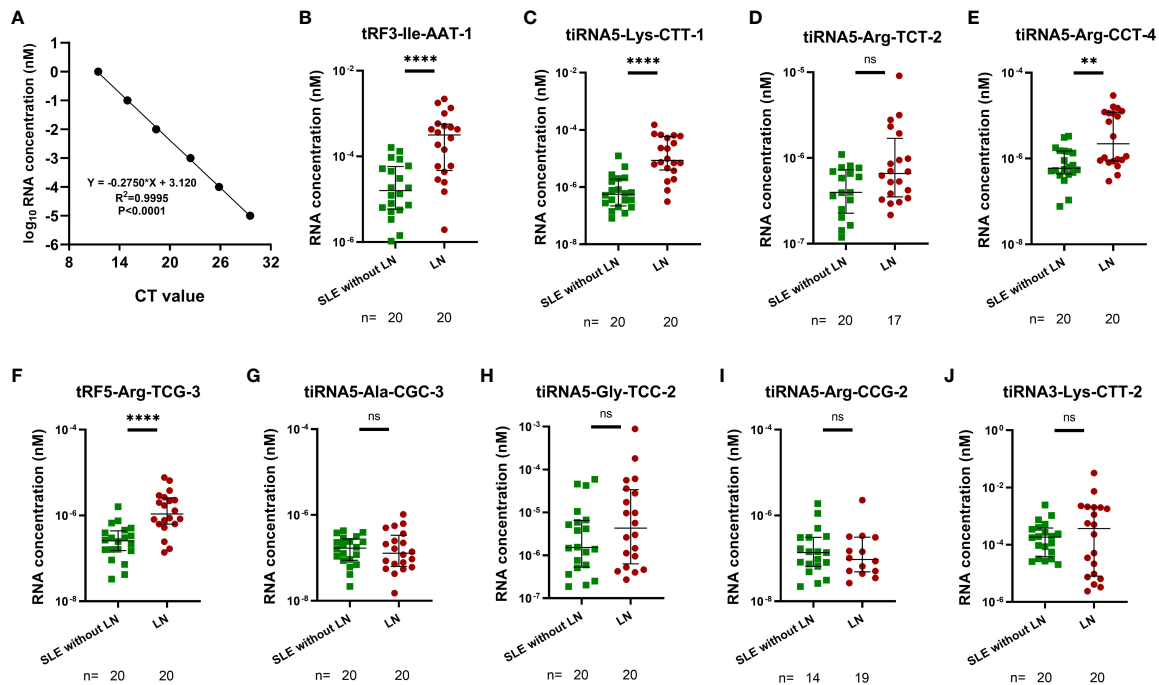 A
log₁₀ RNA concentration (nM)
0
-1
-2
-3
-4
-5
-6
Y = -0.2750*X + 3.120
R²=0.9995
P<0.0001
8 14 20 26 32
CT value
B
tRF3-Ile-AAT-1
****
RNA concentration (nM)
10⁻²
10⁻⁴
10⁻⁶
SLE without LN LN
n= 20 20
C
tiRNA5-Lys-CTT-1
****
RNA concentration (nM)
10⁻²
10⁻⁴
10⁻⁶
10⁻⁸
SLE without LN LN
n= 20 20
D
tiRNA5-Arg-TCT-2
ns
RNA concentration (nM)
10⁻⁵
10⁻⁶
10⁻⁷
SLE without LN LN
n= 20 17
E
tiRNA5-Arg-CCT-4
**
RNA concentration (nM)
10⁻⁴
10⁻⁶
10⁻⁸
SLE without LN LN
n= 20 20
F
tRF5-Arg-TCG-3
****
RNA concentration (nM)
10⁻⁴
10⁻⁶
10⁻⁸
SLE without LN LN
n= 20 20
G
tiRNA5-Ala-CGC-3
ns
RNA concentration (nM)
10⁻⁴
10⁻⁶
10⁻⁸
SLE without LN LN
n= 20 20
H
tiRNA5-Gly-TCC-2
ns
RNA concentration (nM)
10⁻³
10⁻⁴
10⁻⁵
10⁻⁶
10⁻⁷
SLE without LN LN
n= 20 20
I
tiRNA5-Arg-CCG-2
ns
RNA concentration (nM)
10⁻⁴
10⁻⁶
10⁻⁸
SLE without LN LN
n= 14 19
J
tiRNA3-Lys-CTT-2
ns
RNA concentration (nM)
10⁰
10⁻²
10⁻⁴
10⁻⁶
SLE without LN LN
n= 20 20